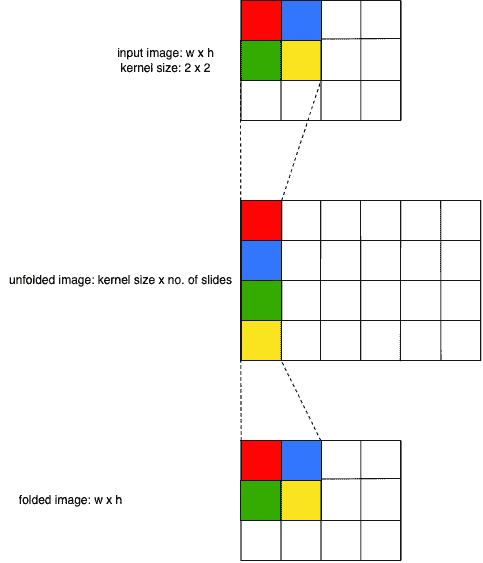 input image: w x h
kernel size: 2 x 2
unfolded image: kernel size x no. of slides
folded image: w x h